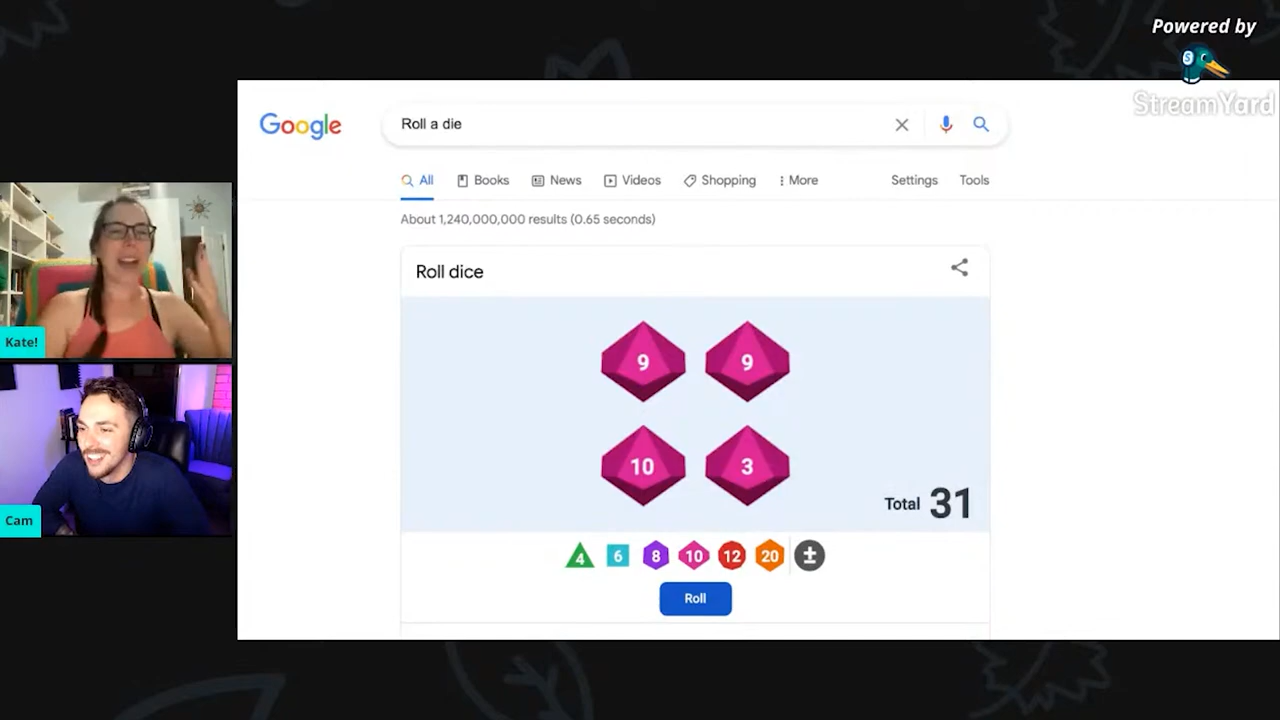 Powered by
StreamYard
Google
Roll a die
All Books News Videos Shopping More Settings Tools
About 1,240,000,000 results (0.65 seconds)
Roll dice
9 9
10 3
Total 31
4 6 8 10 12 20 ±
Roll
Kate!
Cam